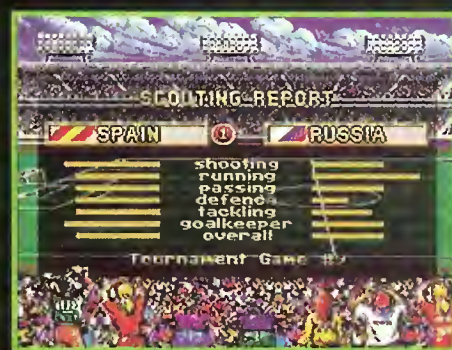 SCOUTING REPORT
SPAIN 1 RUSSIA
shooting
running
passing
defence
tackling
goalkeeper
overall
Tournament Game